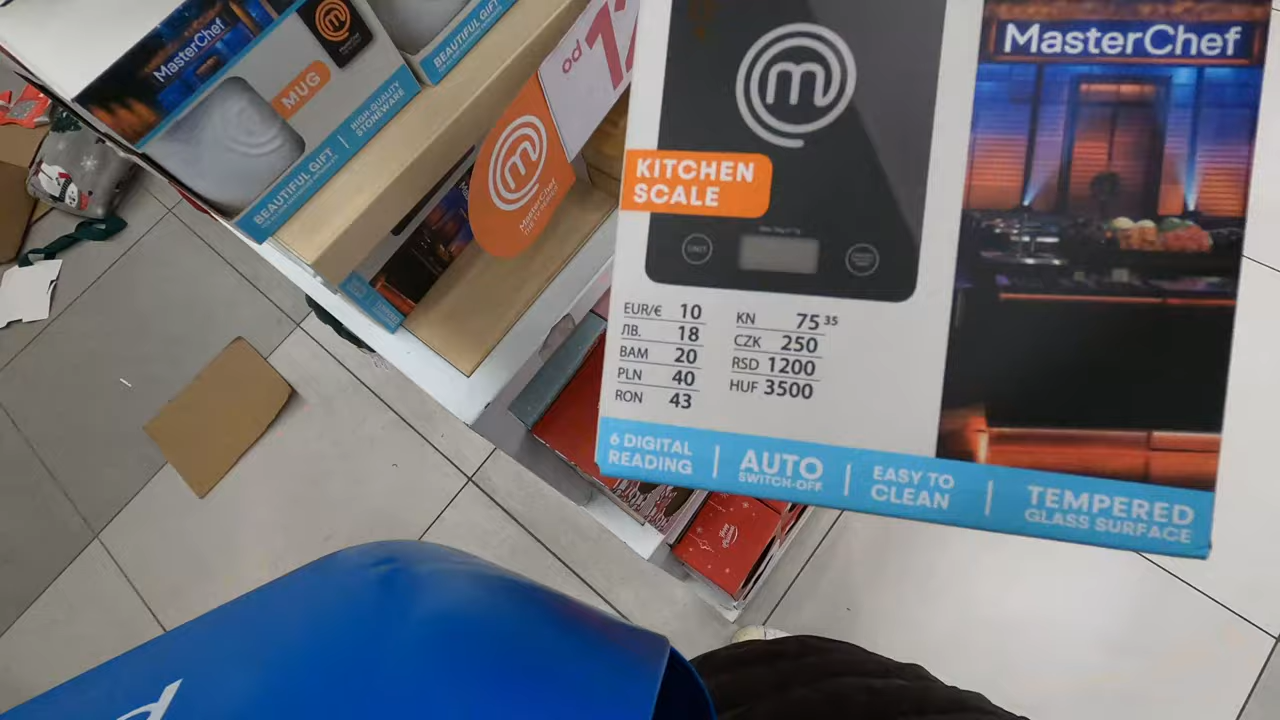 MasterChef
MUG
BEAUTIFUL GIFT
HIGH-QUALITY
STONEWARE
BEAUTIFUL GIFT
od
MasterChef
m
MasterChef
KITCHEN
SCALE
UNIT
EUR/€ 10
ЛВ. 18
BAM 20
PLN 40
RON 43
KN 75 35
CZK 250
RSD 1200
HUF 3500
6 DIGITAL
READING
AUTO
SWITCH-OFF
EASY TO
CLEAN
TEMPERED
GLASS SURFACE